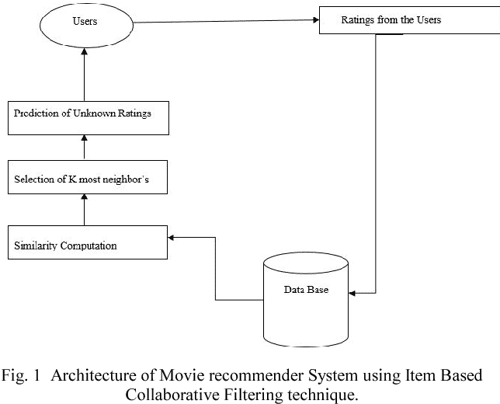 Users
Ratings from the Users
Prediction of Unknown Ratings
Selection of K most neighbor's
Similarity Computation
Data Base
Fig. 1 Architecture of Movie recommender System using Item Based
Collaborative Filtering technique.